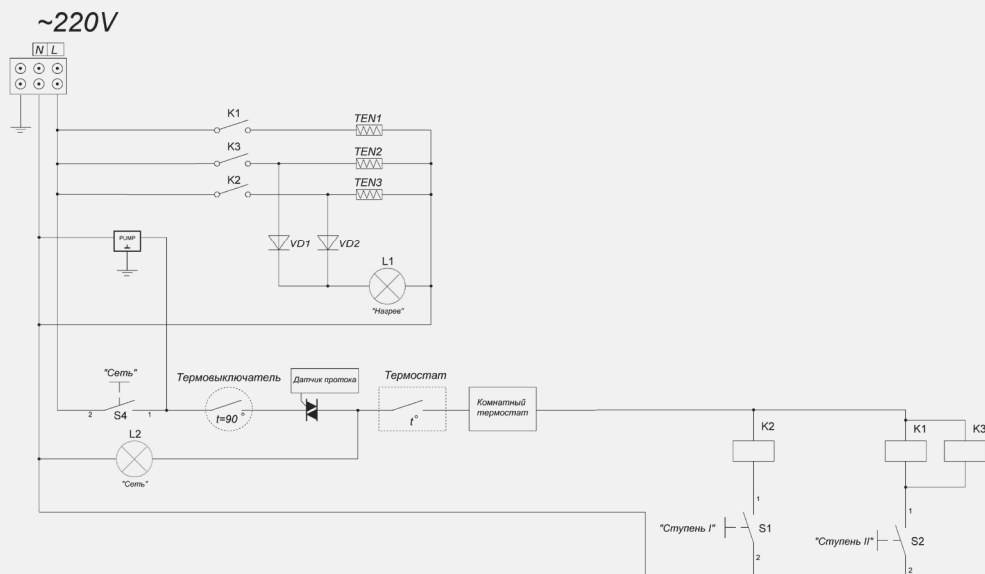 ~220V
N L
K1
TEN1
K3
TEN2
K2
TEN3
PUMP
VD1
VD2
L1
"Нагрев"
"Сеть"
2
S4
1
Термовыключатель
t=90°
Датчик протока
Термостат
t°
Комнатный
термостат
L2
"Сеть"
K2
K1
K3
1
"Ступень I"
S1
2
1
"Ступень II"
S2
2